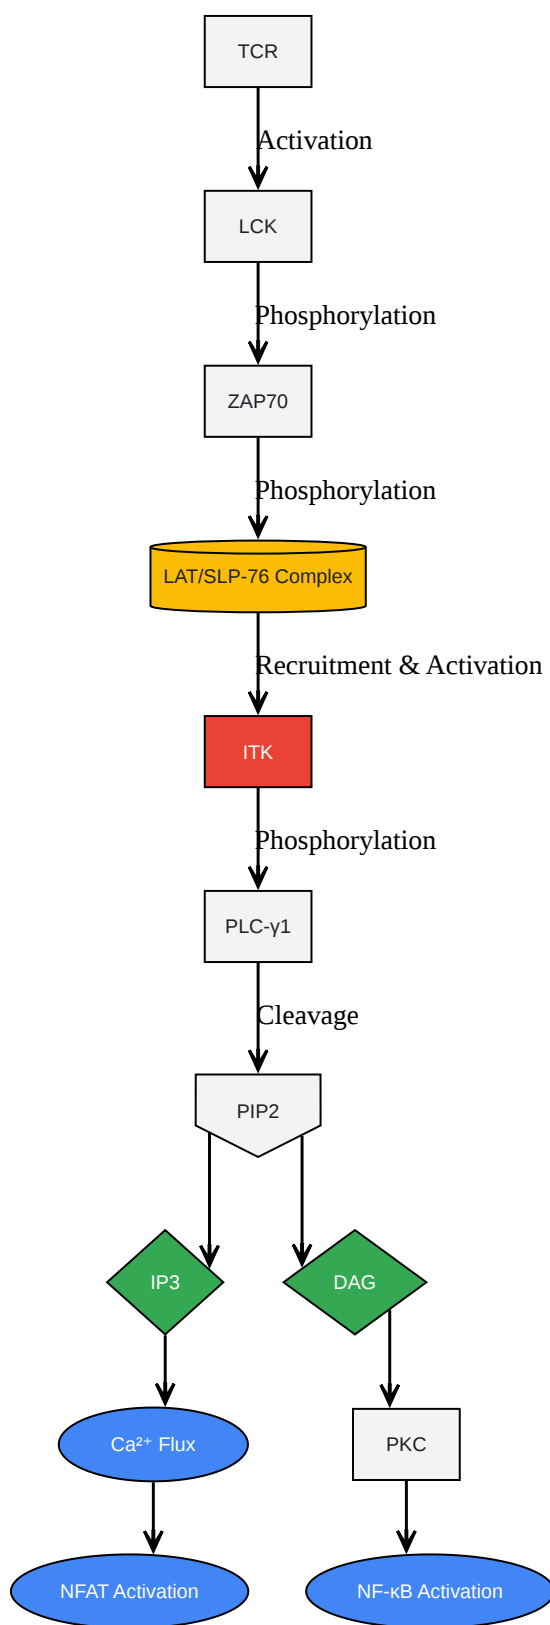 TCR
Activation
LCK
Phosphorylation
ZAP70
Phosphorylation
LAT/SLP-76 Complex
Recruitment & Activation
ITK
Phosphorylation
PLC-γ1
Cleavage
PIP2
IP3
DAG
Ca²⁺ Flux
PKC
NFAT Activation
NF-κB Activation